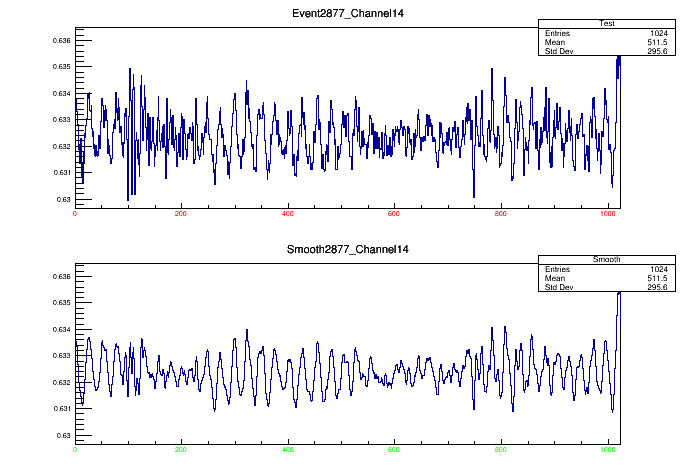 Event2877_Channel14
Test
Entries 1024
Mean 511.5
Std Dev 295.6
0.636
0.635
0.634
0.633
0.632
0.631
0.63
0 200 400 600 800 1000
Smooth2877_Channel14
Smooth
Entries 1024
Mean 511.5
Std Dev 295.6
0.636
0.635
0.634
0.633
0.632
0.631
0.63
0 200 400 600 800 1000